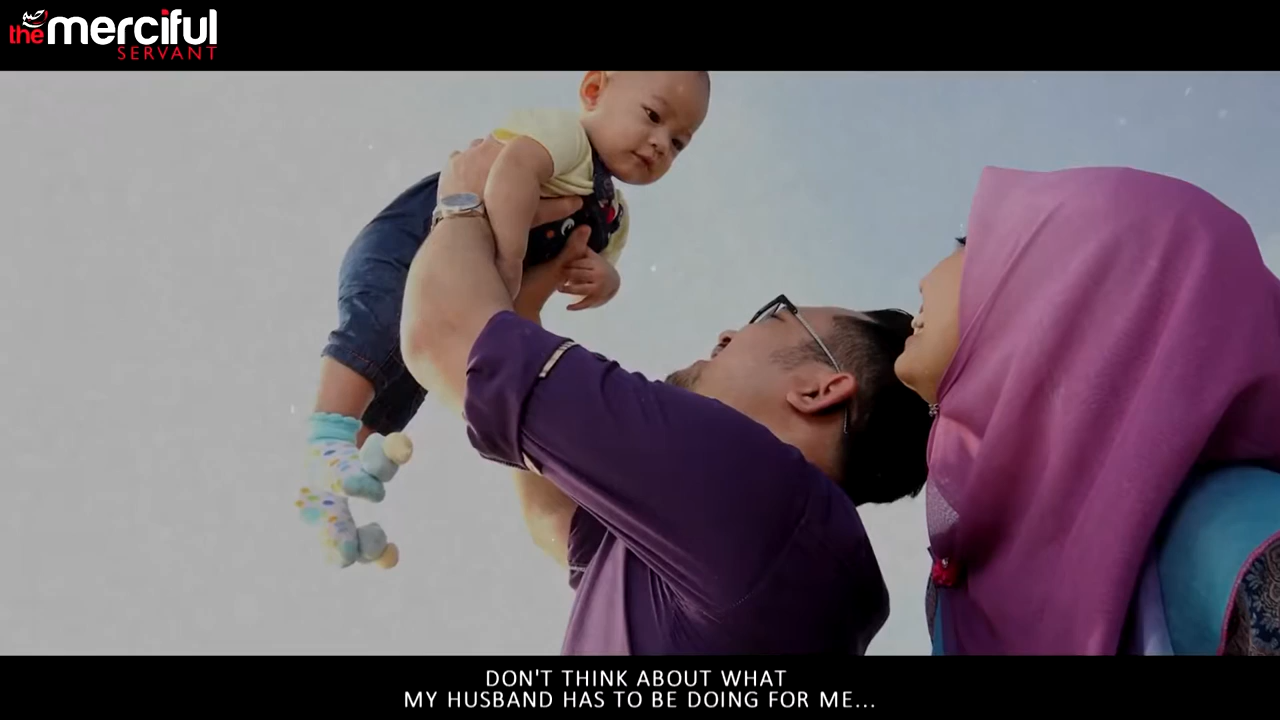 the merciful
SERVANT
DON'T THINK ABOUT WHAT
MY HUSBAND HAS TO BE DOING FOR ME...